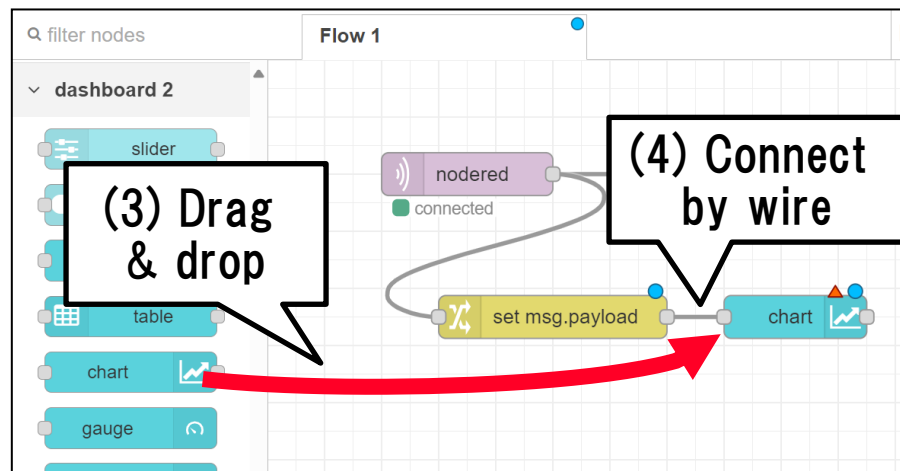 filter nodes
Flow 1
dashboard 2
slider
(3) Drag
& drop
table
chart
gauge
nodered
connected
(4) Connect
by wire
set msg.payload
chart